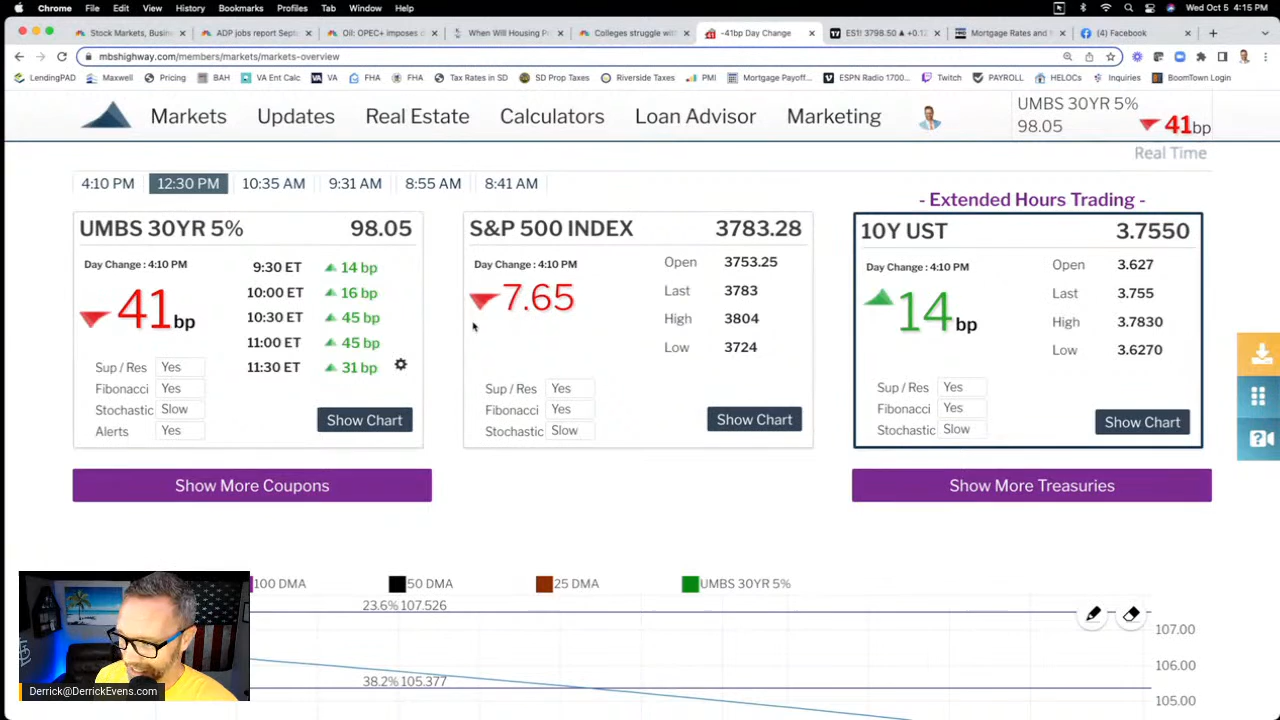 Chrome File Edit View History Bookmarks Profiles Tab Window Help Wed Oct 5 4:15 PM
Stock Markets, Business ADP jobs report Sept Oil: OPEC+ imposes d When Will Housing P Colleges struggle with -41bp Day Change ES1! 3798.50 ▲ +0.1 Mortgage Rates and (4) Facebook
mbshighway.com/members/markets/markets-overview
LendingPAD Maxwell Pricing BAH VA Ent Calc VA FHA FHA Tax Rates in SD SD Prop Taxes Riverside Taxes PMI Mortgage Payoff... ESPN Radio 1700... Twitch PAYROLL HELOCs Inquiries BoomTown Login
Markets Updates Real Estate Calculators Loan Advisor Marketing
UMBS 30YR 5%
98.05 41bp
Real Time
4:10 PM 12:30 PM 10:35 AM 9:31 AM 8:55 AM 8:41 AM
- Extended Hours Trading -
UMBS 30YR 5% 98.05
Day Change : 4:10 PM
41 bp
9:30 ET 14 bp
10:00 ET 16 bp
10:30 ET 45 bp
11:00 ET 45 bp
11:30 ET 31 bp
Sup / Res Yes
Fibonacci Yes
Stochastic Slow
Alerts Yes
Show Chart
S&P 500 INDEX 3783.28
Day Change : 4:10 PM
7.65
Open 3753.25
Last 3783
High 3804
Low 3724
Sup / Res Yes
Fibonacci Yes
Stochastic Slow
Show Chart
10Y UST 3.7550
Day Change : 4:10 PM
14 bp
Open 3.627
Last 3.755
High 3.7830
Low 3.6270
Sup / Res Yes
Fibonacci Yes
Stochastic Slow
Show Chart
Show More Coupons
Show More Treasuries
100 DMA 50 DMA 25 DMA UMBS 30YR 5%
23.6% 107.526
107.00
106.00
38.2% 105.377
105.00
Derrick@DerrickEvens.com